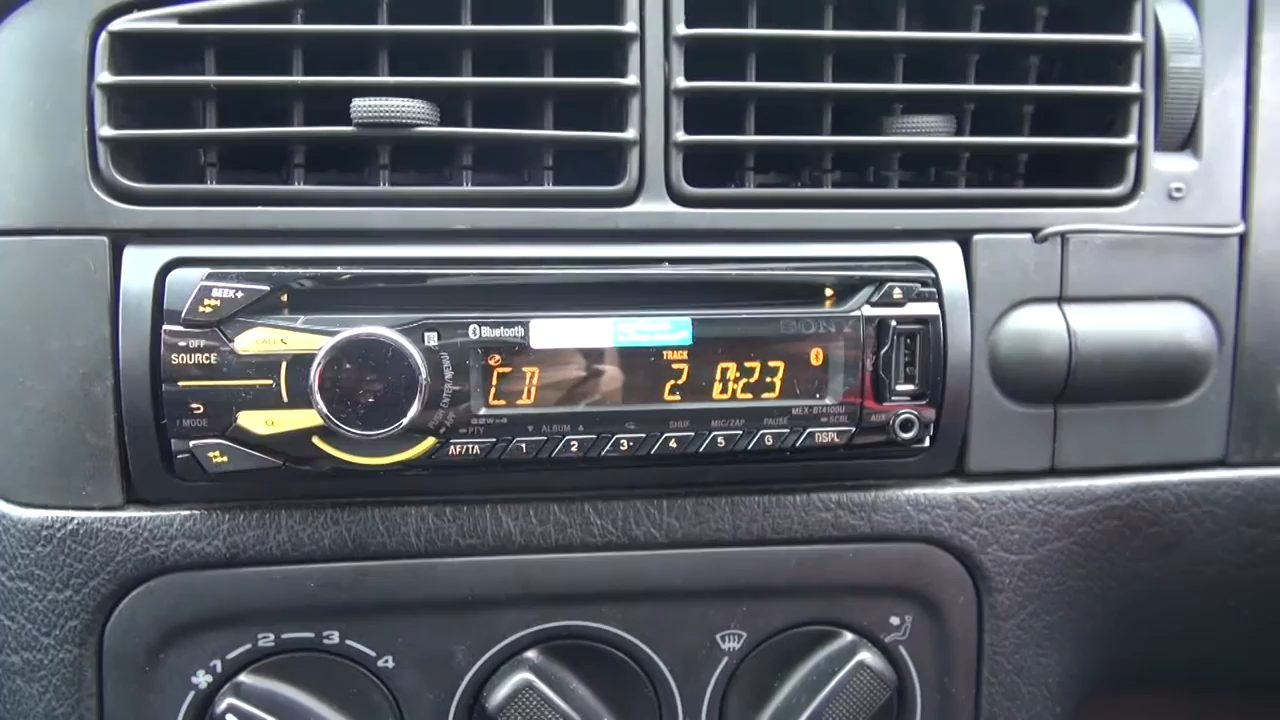 SEEK+
OFF
SOURCE
MODE
CALL
PUSH ENTER/MENU
APP
Bluetooth
SONY
CD
TRACK
2 0:23
MEX-BT4100U
PTY
ALBUM
SHUF
MIC/ZAP
PAUSE
SCRL
AF/TA
1
2
3
4
5
6
DSPL
AUX
1
2
3
4